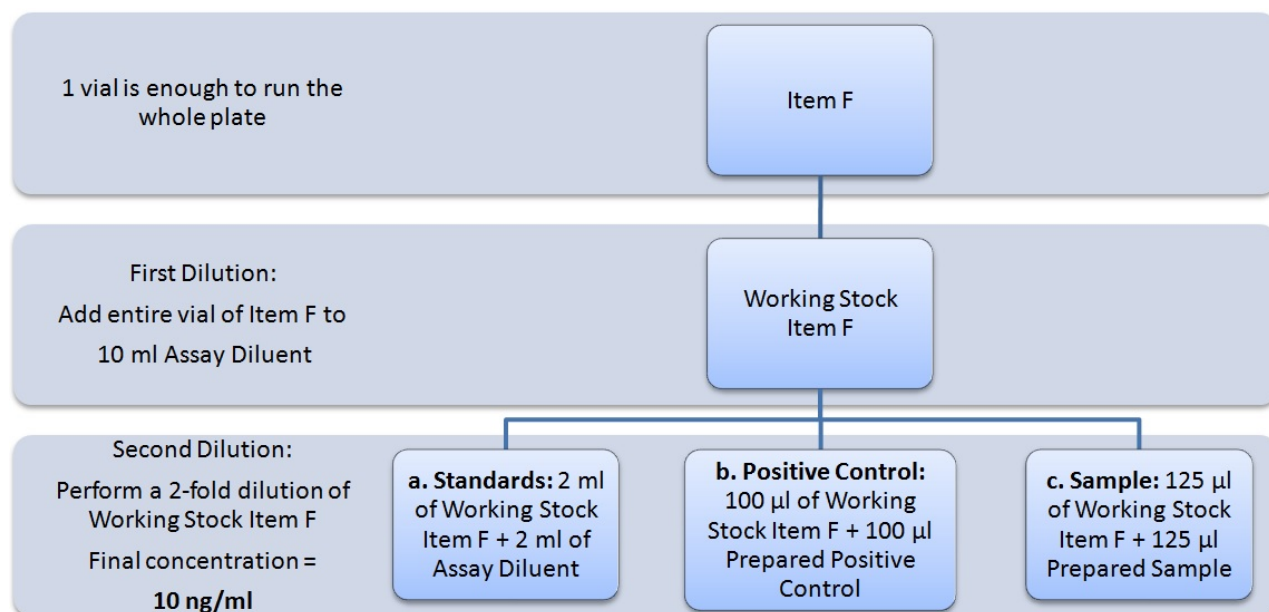 1 vial is enough to run the
whole plate
Item F
First Dilution:
Add entire vial of Item F to
10 ml Assay Diluent
Working Stock
Item F
Second Dilution:
Perform a 2-fold dilution of
Working Stock Item F
Final concentration =
10 ng/ml
a. Standards: 2 ml
of Working Stock
Item F + 2 ml of
Assay Diluent
b. Positive Control:
100 µl of Working
Stock Item F + 100 µl
Prepared Positive
Control
c. Sample: 125 µl
of Working Stock
Item F + 125 µl
Prepared Sample